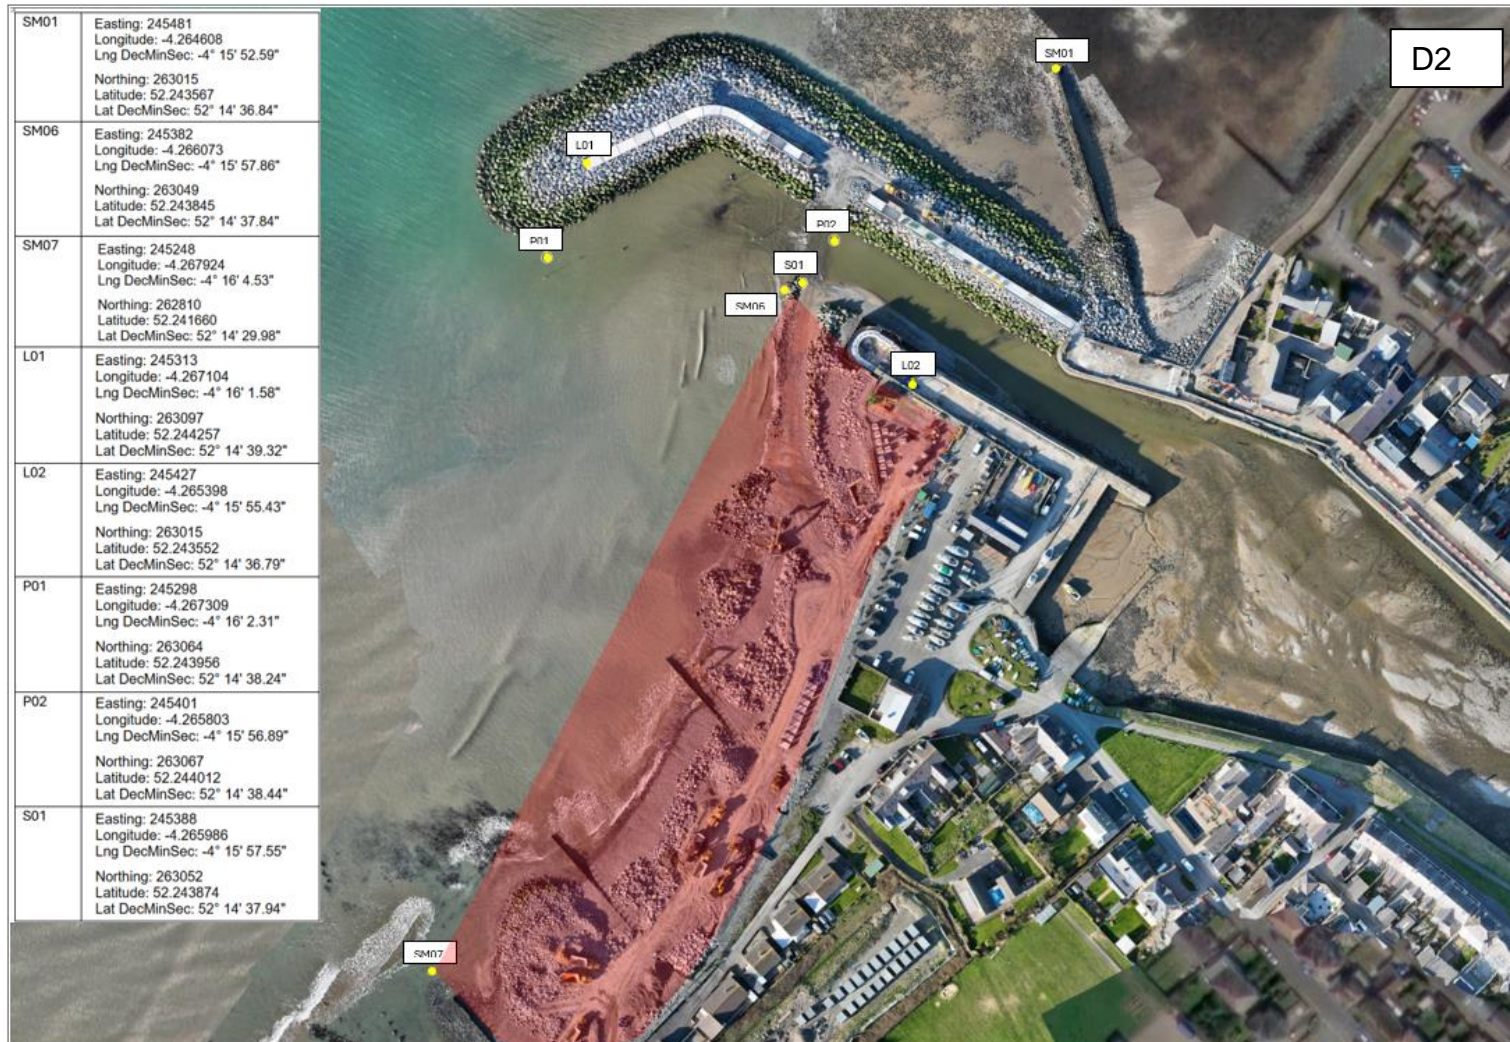 SM01
Easting: 245481
Longitude: -4.264608
Lng DecMinSec: -4° 15' 52.59"
Northing: 263015
Latitude: 52.243567
Lat DecMinSec: 52° 14' 36.84"
SM06
Easting: 245382
Longitude: -4.266073
Lng DecMinSec: -4° 15' 57.86"
Northing: 263049
Latitude: 52.243845
Lat DecMinSec: 52° 14' 37.84"
SM07
Easting: 245248
Longitude: -4.267924
Lng DecMinSec: -4° 16' 4.53"
Northing: 262810
Latitude: 52.241660
Lat DecMinSec: 52° 14' 29.98"
L01
Easting: 245313
Longitude: -4.267104
Lng DecMinSec: -4° 16' 1.58"
Northing: 263097
Latitude: 52.244257
Lat DecMinSec: 52° 14' 39.32"
L02
Easting: 245427
Longitude: -4.265398
Lng DecMinSec: -4° 15' 55.43"
Northing: 263015
Latitude: 52.243552
Lat DecMinSec: 52° 14' 36.79"
P01
Easting: 245298
Longitude: -4.267309
Lng DecMinSec: -4° 16' 2.31"
Northing: 263064
Latitude: 52.243956
Lat DecMinSec: 52° 14' 38.24"
P02
Easting: 245401
Longitude: -4.265803
Lng DecMinSec: -4° 15' 56.89"
Northing: 263067
Latitude: 52.244012
Lat DecMinSec: 52° 14' 38.44"
S01
Easting: 245388
Longitude: -4.265986
Lng DecMinSec: -4° 15' 57.55"
Northing: 263052
Latitude: 52.243874
Lat DecMinSec: 52° 14' 37.94"
D2
SM01
L01
P02
P01
S01
SM06
L02
SM07